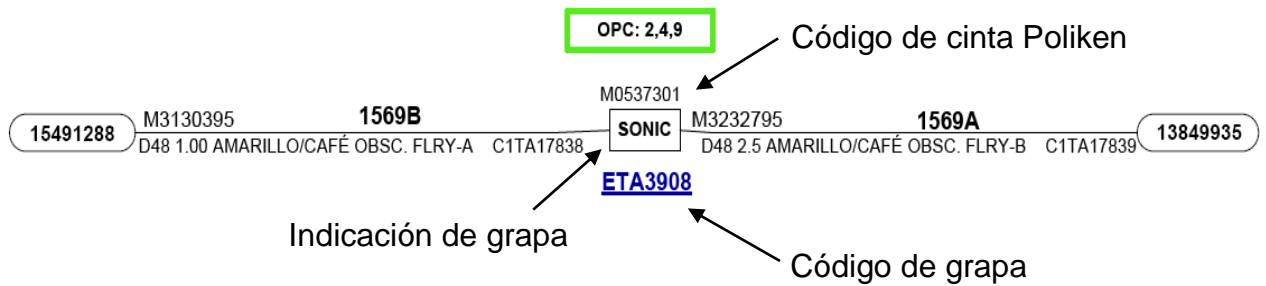 OPC: 2,4,9
Código de cinta Poliken
M0537301
15491288
M3130395
1569B
D48 1.00 AMARILLO/CAFÉ OBSC. FLRY-A
C1TA17838
SONIC
M3232795
1569A
D48 2.5 AMARILLO/CAFÉ OBSC. FLRY-B
C1TA17839
13849935
ETA3908
Indicación de grapa
Código de grapa